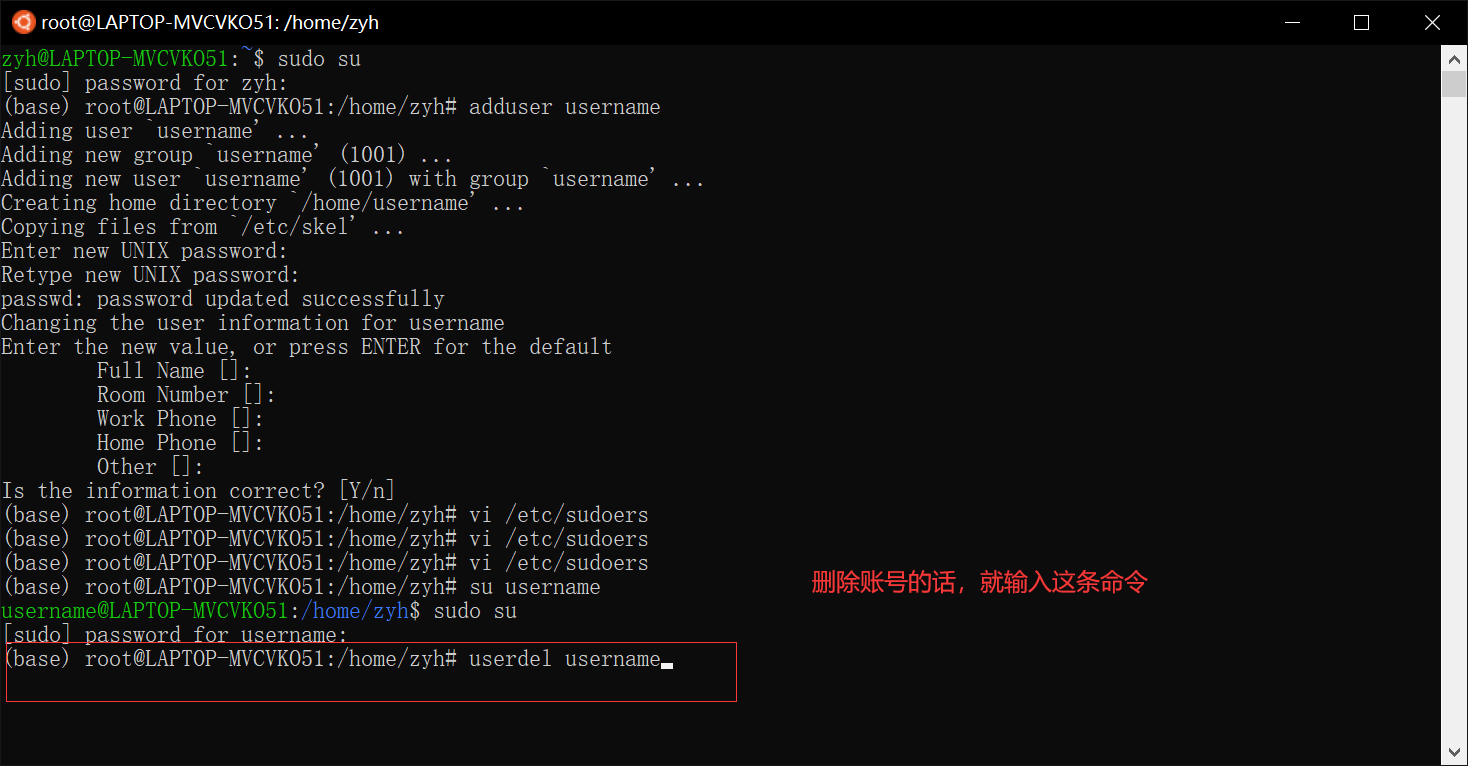 root@LAPTOP-MVCVKO51: /home/zyh
zyh@LAPTOP-MVCVKO51:~$ sudo su
[sudo] password for zyh:
(base) root@LAPTOP-MVCVKO51:/home/zyh# adduser username
Adding user `username' ...
Adding new group `username' (1001) ...
Adding new user `username' (1001) with group `username' ...
Creating home directory `/home/username' ...
Copying files from `/etc/skel' ...
Enter new UNIX password:
Retype new UNIX password:
passwd: password updated successfully
Changing the user information for username
Enter the new value, or press ENTER for the default
Full Name []:
Room Number []:
Work Phone []:
Home Phone []:
Other []:
Is the information correct? [Y/n]
(base) root@LAPTOP-MVCVKO51:/home/zyh# vi /etc/sudoers
(base) root@LAPTOP-MVCVKO51:/home/zyh# vi /etc/sudoers
(base) root@LAPTOP-MVCVKO51:/home/zyh# vi /etc/sudoers
(base) root@LAPTOP-MVCVKO51:/home/zyh# su username
删除账号的话，就输入这条命令
username@LAPTOP-MVCVKO51:/home/zyh$ sudo su
[sudo] password for username:
(base) root@LAPTOP-MVCVKO51:/home/zyh# userdel username